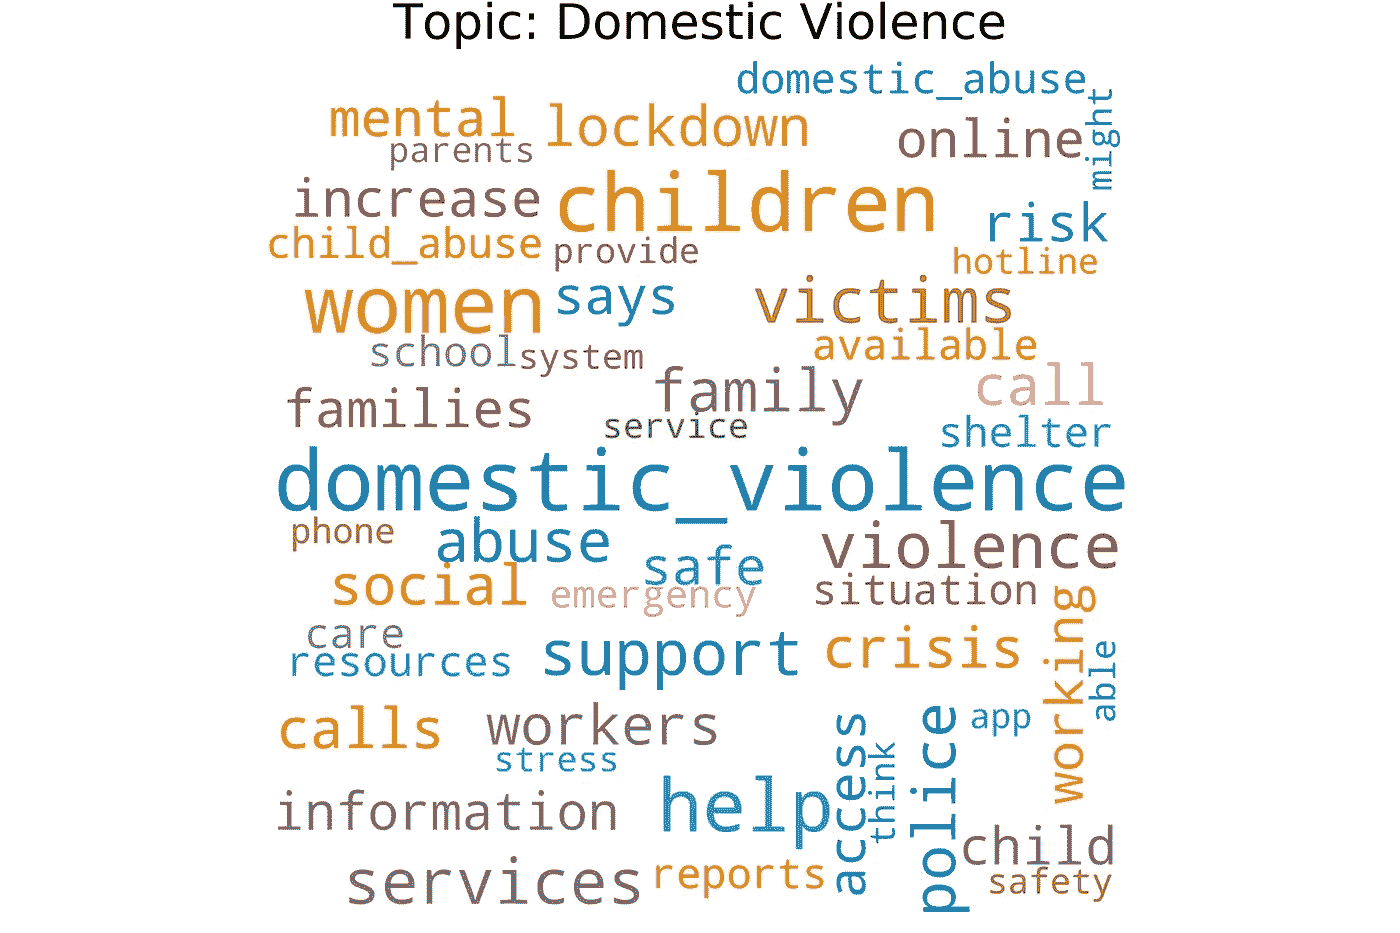 Topic: Domestic Violence
domestic_abuse
mental
lockdown
online
might
parents
increase
children
risk
child_abuse
provide
hotline
women
says
victims
school
system
available
families
family
call
service
shelter
domestic_violence
phone
abuse
safe
violence
social
emergency
situation
working
care
resources
support
crisis
able
calls
workers
access
police
app
stress
think
information
help
child
services
reports
safety